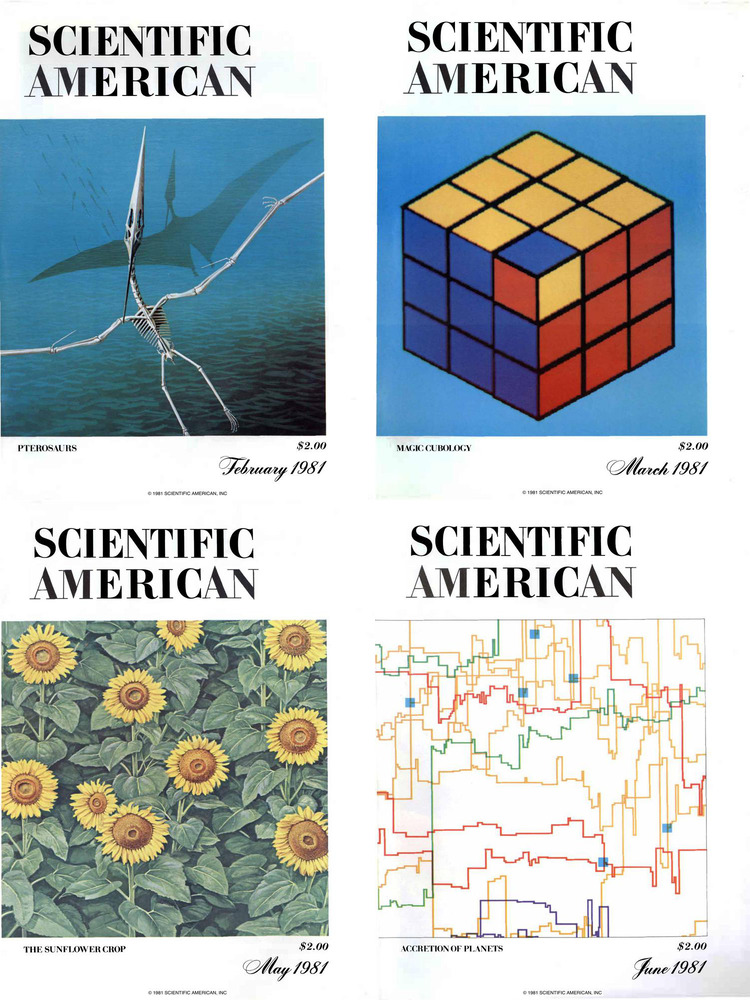 SCIENTIFIC
AMERICAN
PTEROSAURS
$2.00
February 1981
© 1981 SCIENTIFIC AMERICAN, INC
SCIENTIFIC
AMERICAN
MAGIC CUBOLOGY
$2.00
March 1981
© 1981 SCIENTIFIC AMERICAN, INC
SCIENTIFIC
AMERICAN
THE SUNFLOWER CROP
$2.00
May 1981
© 1981 SCIENTIFIC AMERICAN, INC
SCIENTIFIC
AMERICAN
ACCRETION OF PLANETS
$2.00
June 1981
© 1981 SCIENTIFIC AMERICAN, INC